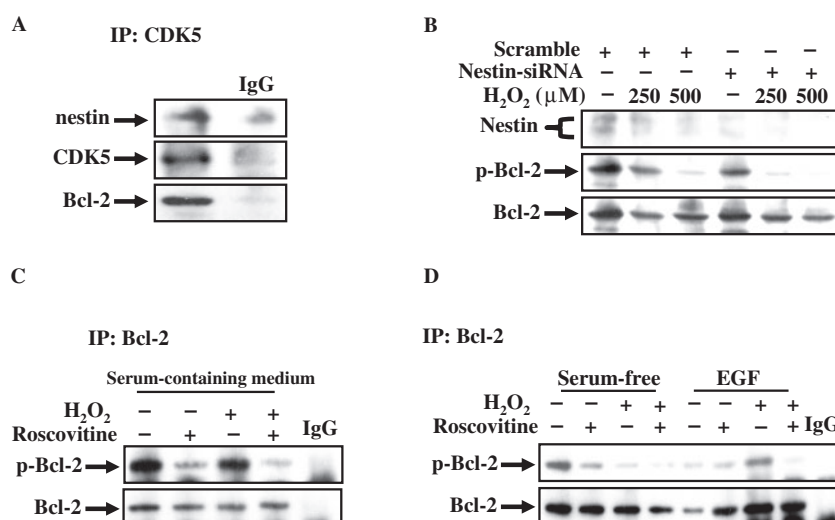 A
IP: CDK5
IgG
nestin
CDK5
Bcl-2
B
Scramble + + + − − −
Nestin-siRNA − − − + + +
H₂O₂ (μM) − 250 500 − 250 500
Nestin
p-Bcl-2
Bcl-2
C
IP: Bcl-2
Serum-containing medium
H₂O₂ − − + +
Roscovitine − + − + IgG
p-Bcl-2
Bcl-2
D
IP: Bcl-2
Serum-free EGF
H₂O₂ − − + + − − + +
Roscovitine − + − + − + − + IgG
p-Bcl-2
Bcl-2